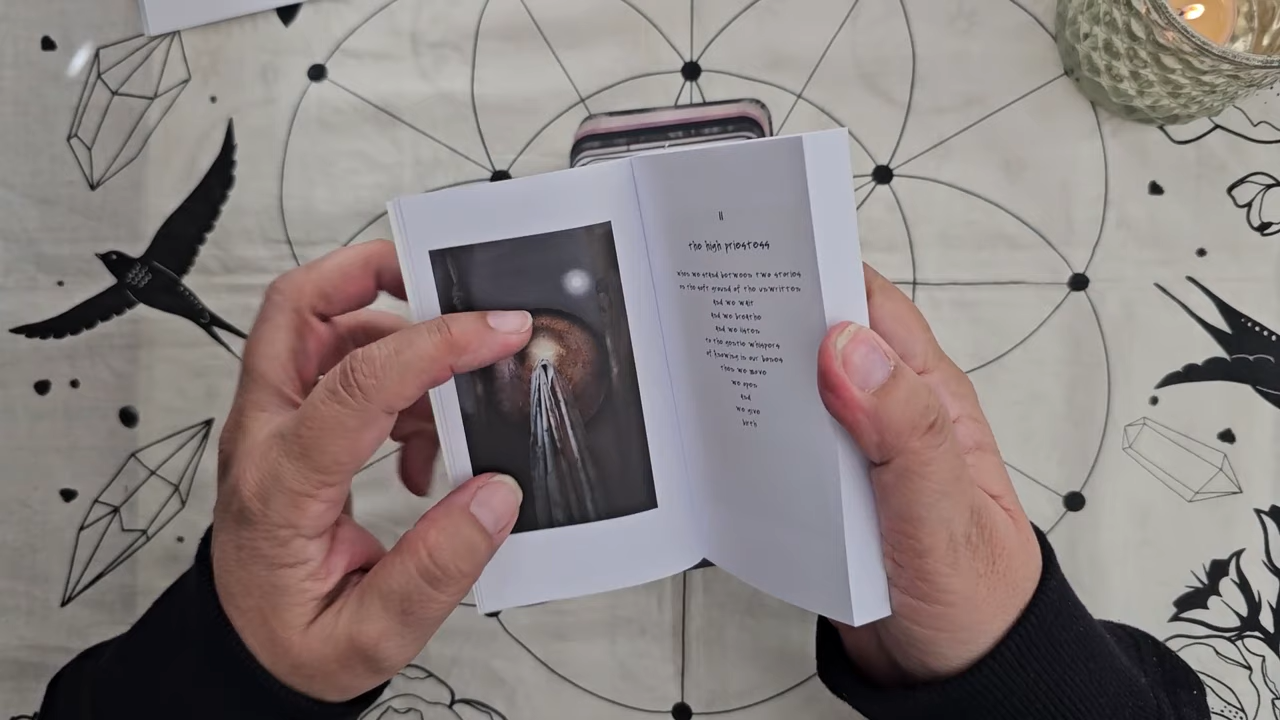 II
the high priestess
when we stand between two stories
on the soft ground of the unwritten
and we wait
and we breathe
and we listen
to the gentle whispers
of knowing in our bones
then we move
we open
and
we give
birth